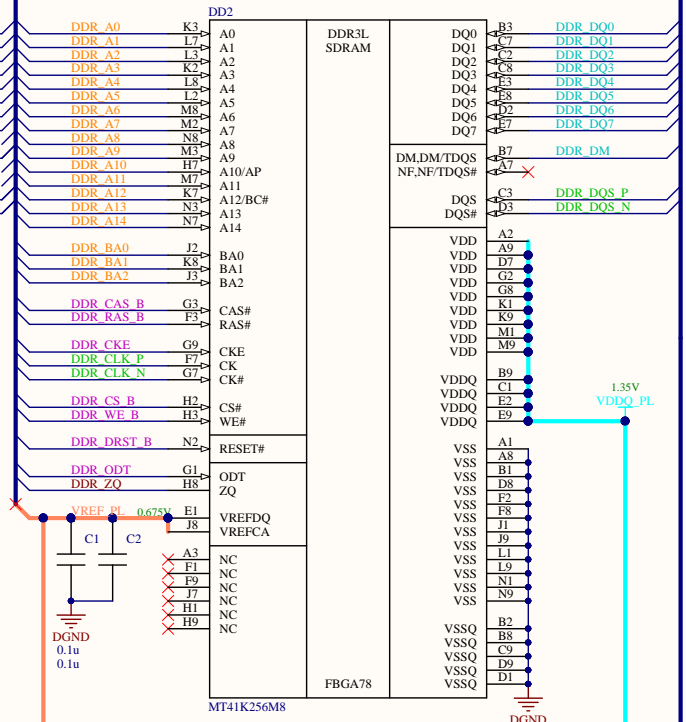 DD2
DDR_A0 K3 A0 DDR3L DQ0 B3 DDR_DQ0
DDR_A1 L7 A1 SDRAM DQ1 C7 DDR_DQ1
DDR_A2 L3 A2 DQ2 C2 DDR_DQ2
DDR_A3 K2 A3 DQ3 C8 DDR_DQ3
DDR_A4 L8 A4 DQ4 E3 DDR_DQ4
DDR_A5 L2 A5 DQ5 E8 DDR_DQ5
DDR_A6 M8 A6 DQ6 D2 DDR_DQ6
DDR_A7 M2 A7 DQ7 E7 DDR_DQ7
DDR_A8 N8 A8
DDR_A9 M3 A9 DM,DM/TDQS B7 DDR_DM
DDR_A10 H7 A10/AP NF,NF/TDQS# A7
DDR_A11 M7 A11
DDR_A12 K7 A12/BC# DQS C3 DDR_DQS_P
DDR_A13 N3 A13 DQS# D3 DDR_DQS_N
DDR_A14 N7 A14
VDD A2
DDR_BA0 J2 BA0 VDD A9
DDR_BA1 K8 BA1 VDD D7
DDR_BA2 J3 BA2 VDD G2
VDD G8
DDR_CAS_B G3 CAS# VDD K1
DDR_RAS_B F3 RAS# VDD K9
VDD M1
DDR_CKE G9 CKE VDD M9
DDR_CLK_P F7 CK
DDR_CLK_N G7 CK# VDDQ B9
VDDQ C1 1.35V
DDR_CS_B H2 CS# VDDQ E2 VDDQ_PL
DDR_WE_B H3 WE# VDDQ E9
DDR_DRST_B N2 RESET# VSS A1
VSS A8
DDR_ODT G1 ODT VSS B1
DDR_ZQ H8 ZQ VSS D8
VSS F2
VREF_PL 0.675V E1 VREFDQ VSS F8
J8 VREFCA VSS J1
C1 C2 VSS J9
A3 NC VSS L1
F1 NC VSS L9
F9 NC VSS N1
J7 NC VSS N9
H1 NC
H9 NC VSSQ B2
DGND VSSQ B8
0.1u VSSQ C9
0.1u VSSQ D9
FBGA78 VSSQ D1
MT41K256M8
DGND